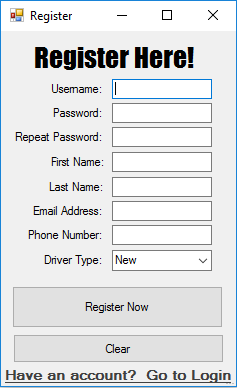 Register
Register Here!
Username:
Password:
Repeat Password:
First Name:
Last Name:
Email Address:
Phone Number:
Driver Type: New
Register Now
Clear
Have an account? Go to Login